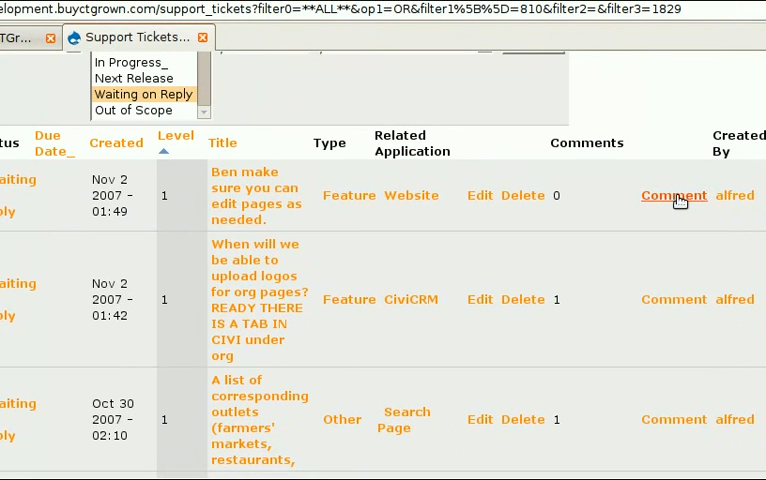 elopment.buyctgrown.com/support_tickets?filter0=**ALL**&op1=OR&filter1%5B%5D=810&filter2=&filter3=1829
TGr... Support Tickets...
In Progress_
Next Release
Waiting on Reply
Out of Scope
tus Due Date_ Created Level Title Type Related Application Comments Created By
aiting
ply
Nov 2
2007 -
01:49
1
Ben make
sure you can
edit pages as
needed.
Feature Website Edit Delete 0 Comment alfred
aiting
ply
Nov 2
2007 -
01:42
1
When will we
be able to
upload logos
for org pages?
READY THERE
IS A TAB IN
CIVI under
org
Feature CiviCRM Edit Delete 1 Comment alfred
aiting
ply
Oct 30
2007 -
02:10
1
A list of
corresponding
outlets
(farmers'
markets,
restaurants,
Other Search Page Edit Delete 1 Comment alfred